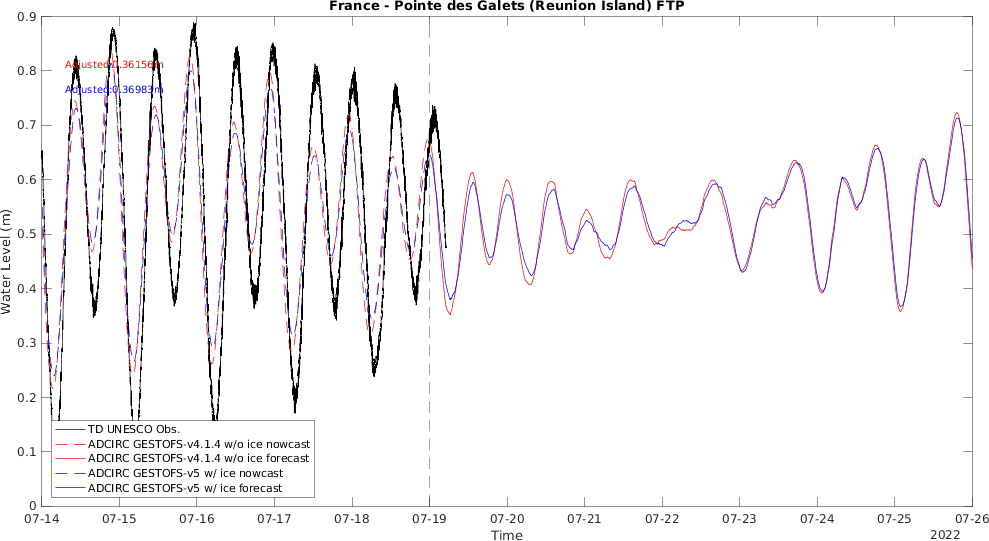 France - Pointe des Galets (Reunion Island) FTP
0.9
0.8
0.7
0.6
0.5
0.4
0.3
0.2
0.1
0
Water Level (m)
Adjusted:0.36156m
Adjusted:0.36983m
TD UNESCO Obs.
ADCIRC GESTOFS-v4.1.4 w/o ice nowcast
ADCIRC GESTOFS-v4.1.4 w/o ice forecast
ADCIRC GESTOFS-v5 w/ ice nowcast
ADCIRC GESTOFS-v5 w/ ice forecast
07-14 07-15 07-16 07-17 07-18 07-19 07-20 07-21 07-22 07-23 07-24 07-25 07-26
Time
2022